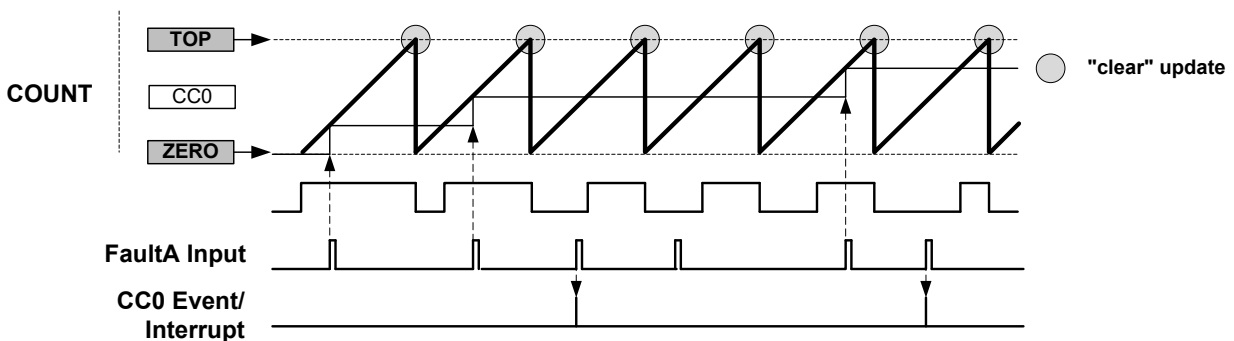 TOP
"clear" update
COUNT
CC0
ZERO
FaultA Input
CC0 Event/
Interrupt